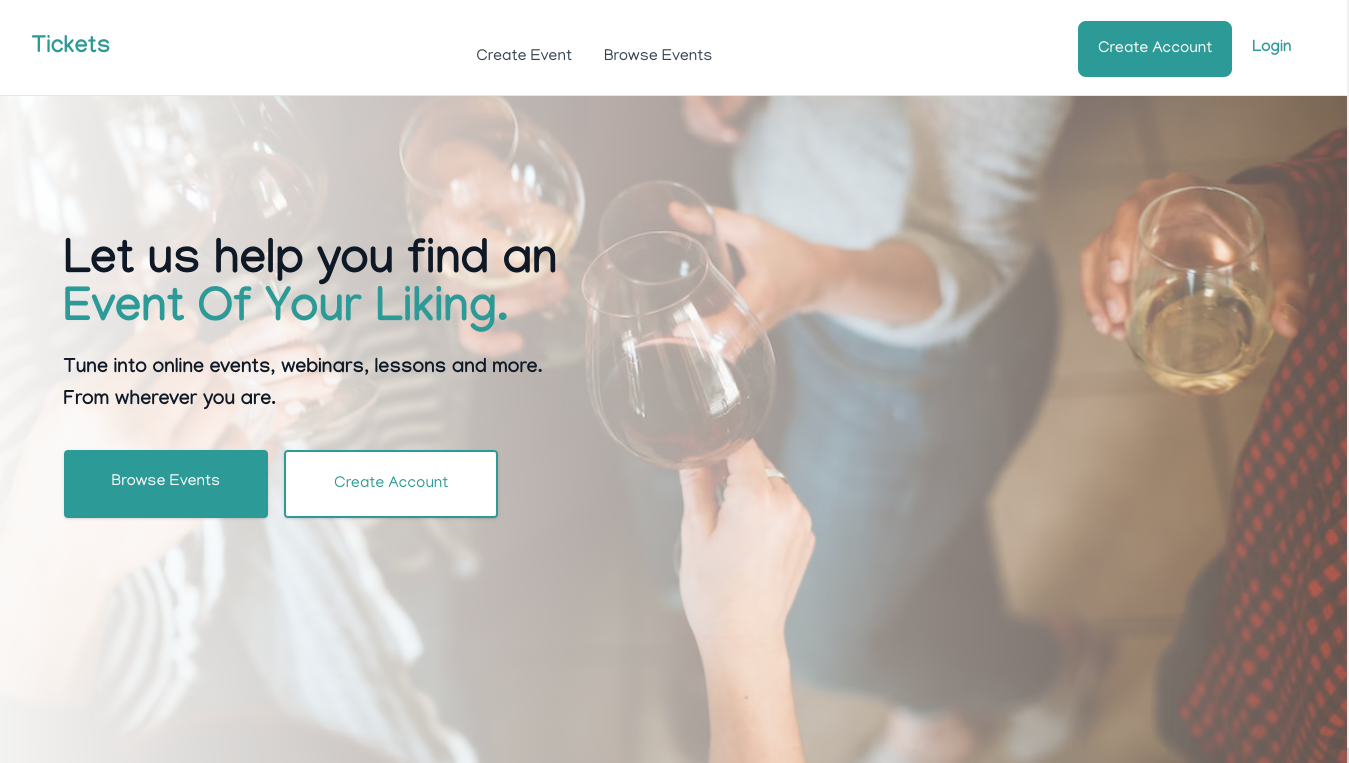 Tickets
Create Event
Browse Events
Create Account
Login
Let us help you find an
Event Of Your Liking.
Tune into online events, webinars, lessons and more.
From wherever you are.
Browse Events
Create Account